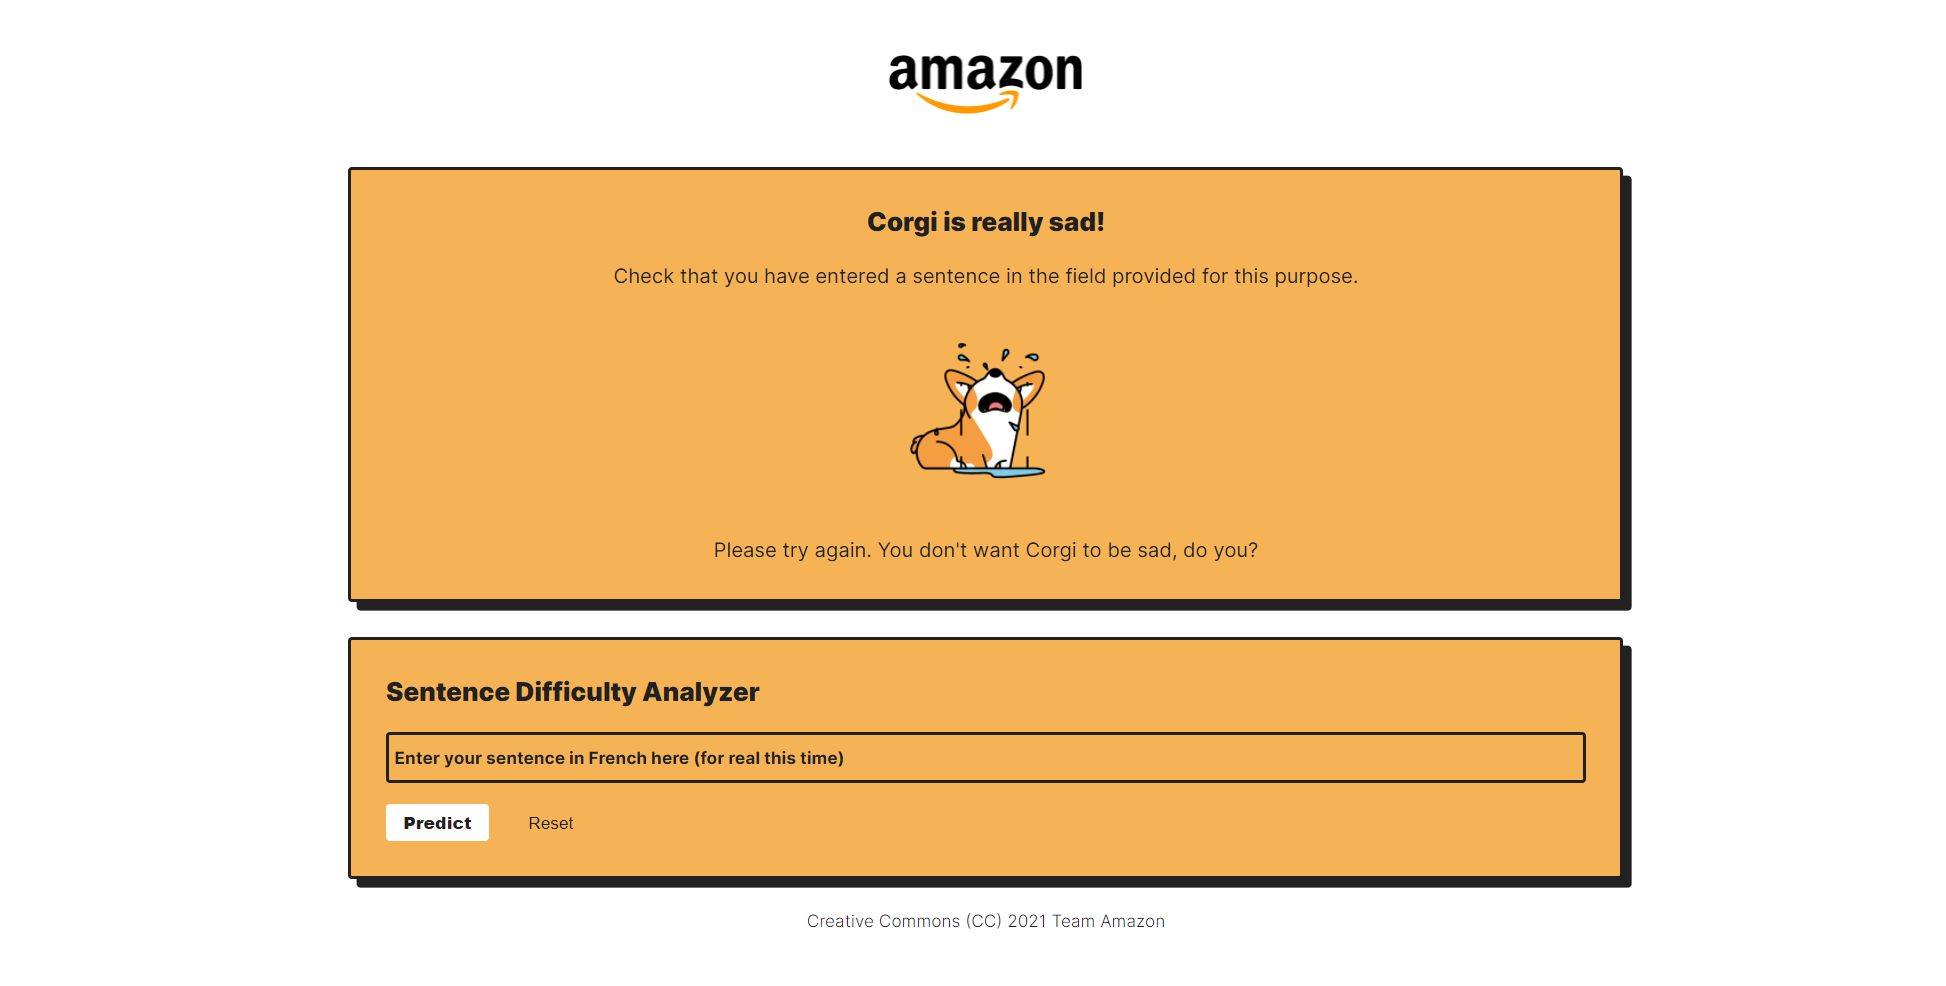 amazon
Corgi is really sad!
Check that you have entered a sentence in the field provided for this purpose.
Please try again. You don't want Corgi to be sad, do you?
Sentence Difficulty Analyzer
Enter your sentence in French here (for real this time)
Predict
Reset
Creative Commons (CC) 2021 Team Amazon